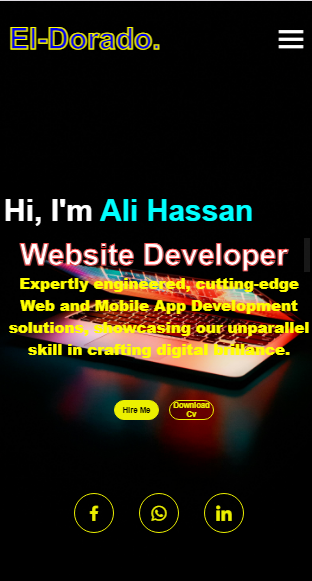 El-Dorado.
Hi, I'm Ali Hassan
Website Developer
Expertly engineered, cutting-edge
Web and Mobile App Development
solutions, showcasing our unparallel
skill in crafting digital brillance.
Hire Me
Download
Cv